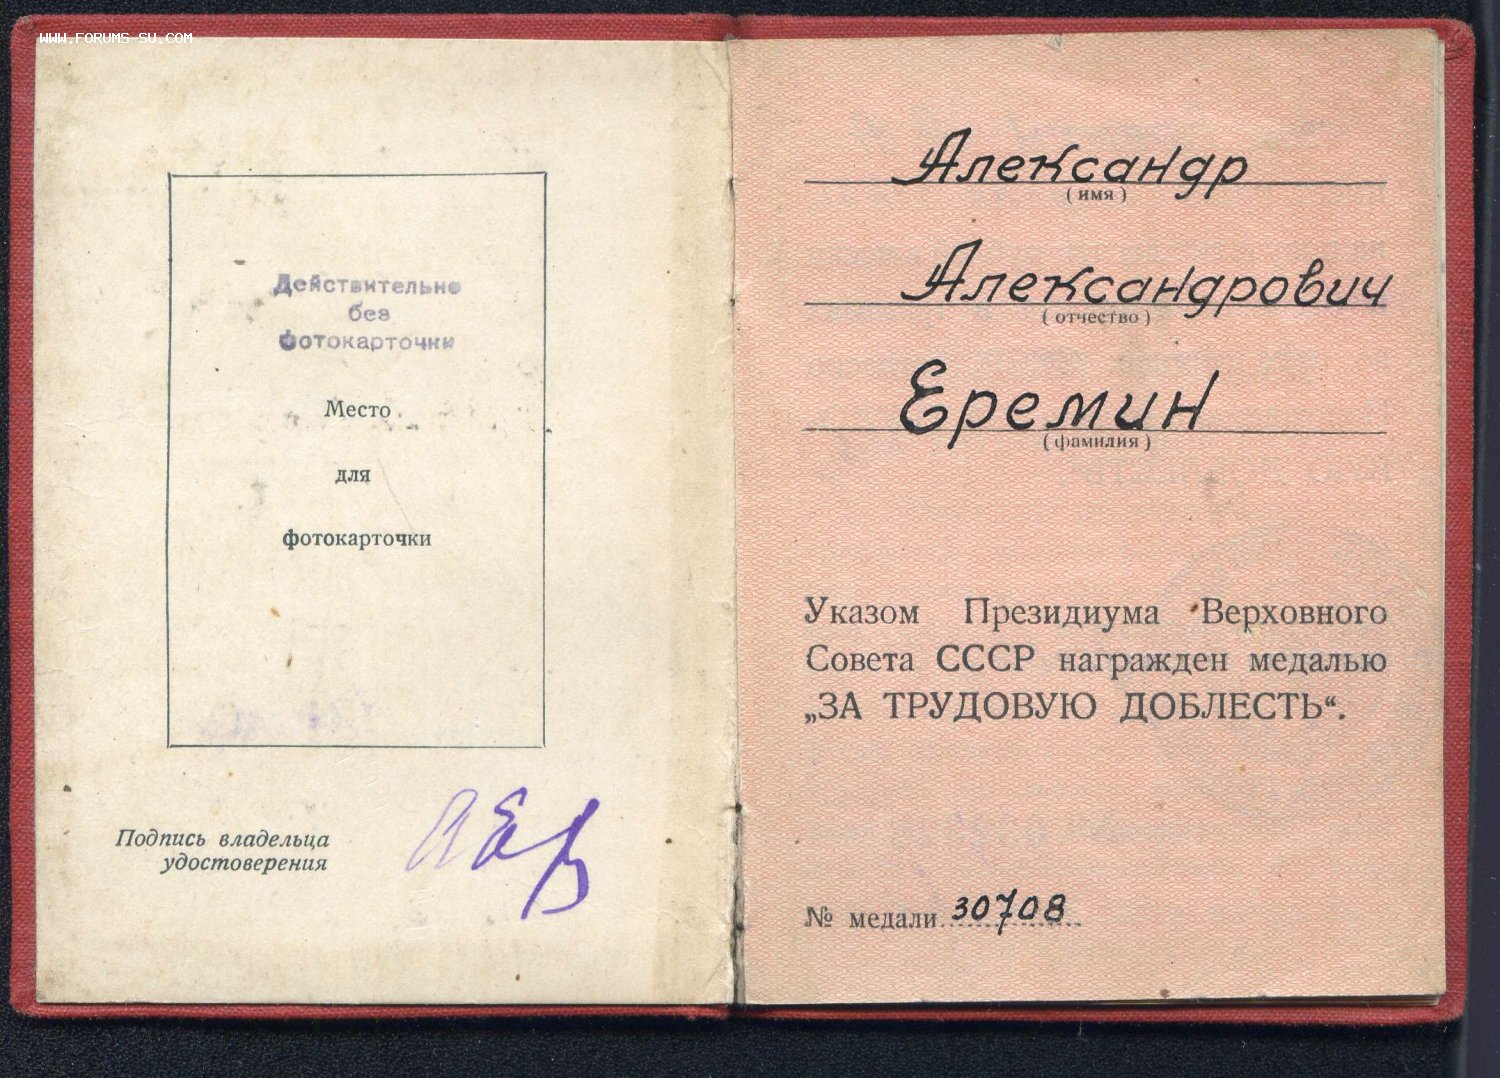 WWW.FORUMS-SU.COM
Действительно
без
фотокарточки
Место
для
фотокарточки
Подпись владельца
удостоверения
Александр
( имя )
Александрович
( отчество )
Еремин
( фамилия )
Указом Президиума Верховного
Совета СССР награжден медалью
„ЗА ТРУДОВУЮ ДОБЛЕСТЬ“.
№ медали 30708